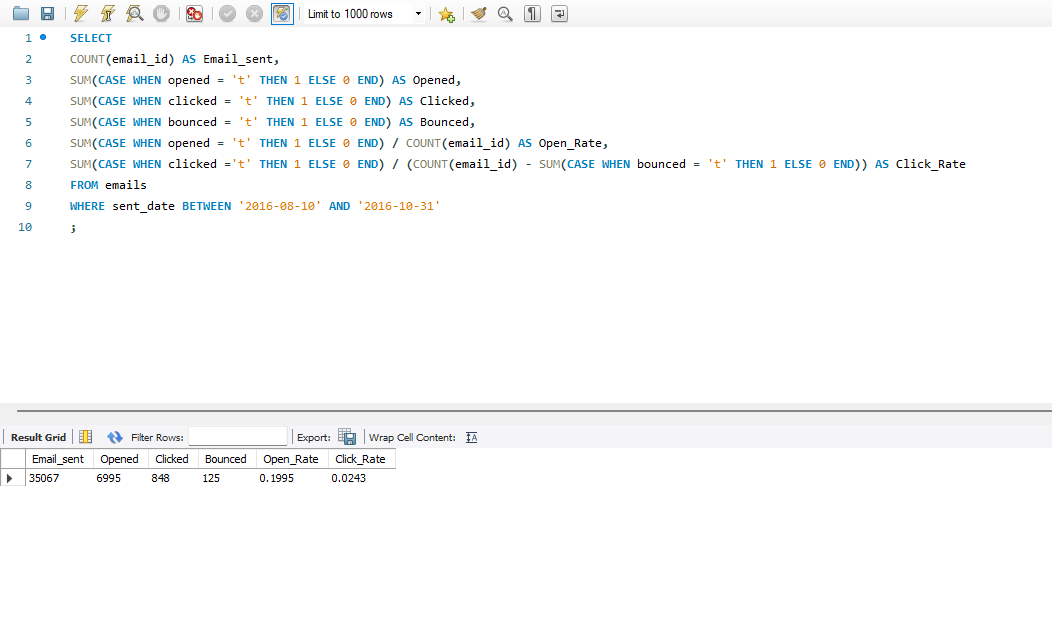 Limit to 1000 rows
1 SELECT
2 COUNT(email_id) AS Email_sent,
3 SUM(CASE WHEN opened = 't' THEN 1 ELSE 0 END) AS Opened,
4 SUM(CASE WHEN clicked = 't' THEN 1 ELSE 0 END) AS Clicked,
5 SUM(CASE WHEN bounced = 't' THEN 1 ELSE 0 END) AS Bounced,
6 SUM(CASE WHEN opened = 't' THEN 1 ELSE 0 END) / COUNT(email_id) AS Open_Rate,
7 SUM(CASE WHEN clicked ='t' THEN 1 ELSE 0 END) / (COUNT(email_id) - SUM(CASE WHEN bounced = 't' THEN 1 ELSE 0 END)) AS Click_Rate
8 FROM emails
9 WHERE sent_date BETWEEN '2016-08-10' AND '2016-10-31'
10 ;
Result Grid Filter Rows: Export: Wrap Cell Content:
Email_sent Opened Clicked Bounced Open_Rate Click_Rate
35067 6995 848 125 0.1995 0.0243